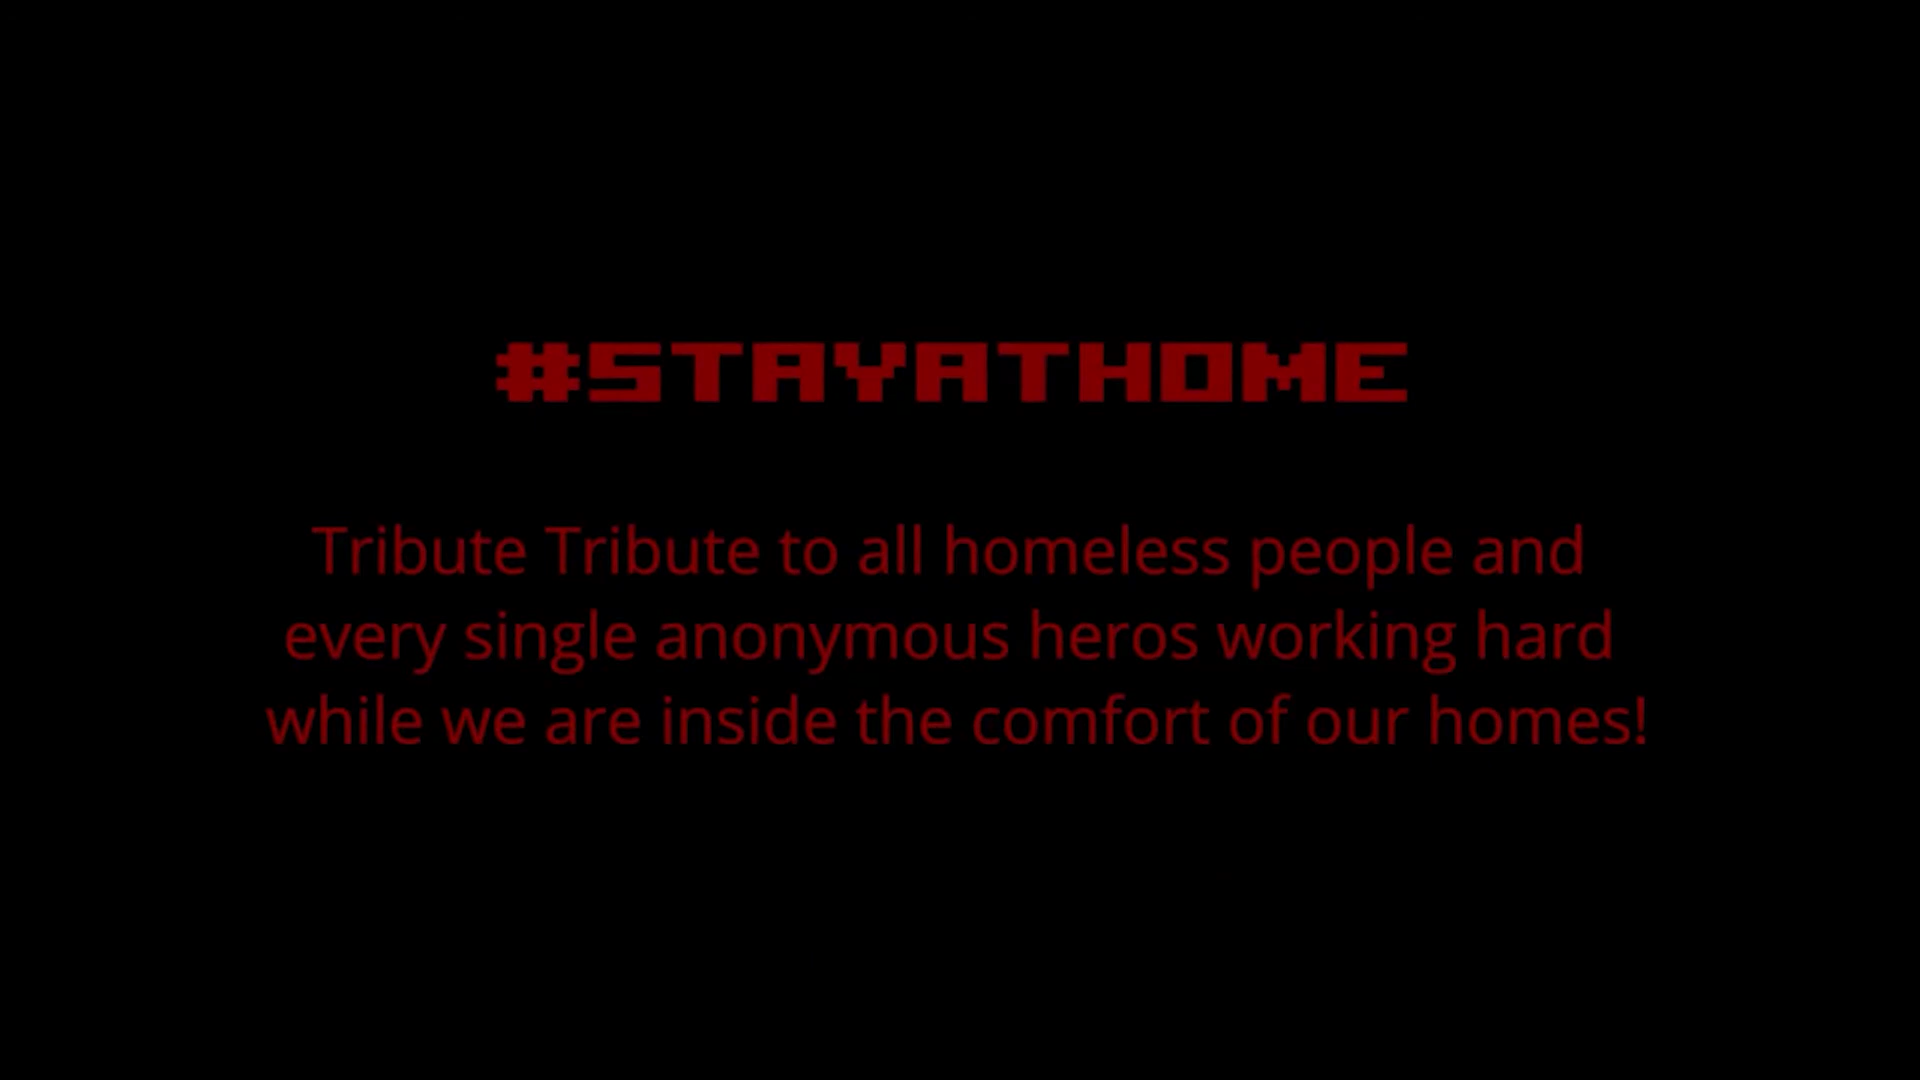 #STAYATHOME
Tribute Tribute to all homeless people and
every single anonymous heros working hard
while we are inside the comfort of our homes!